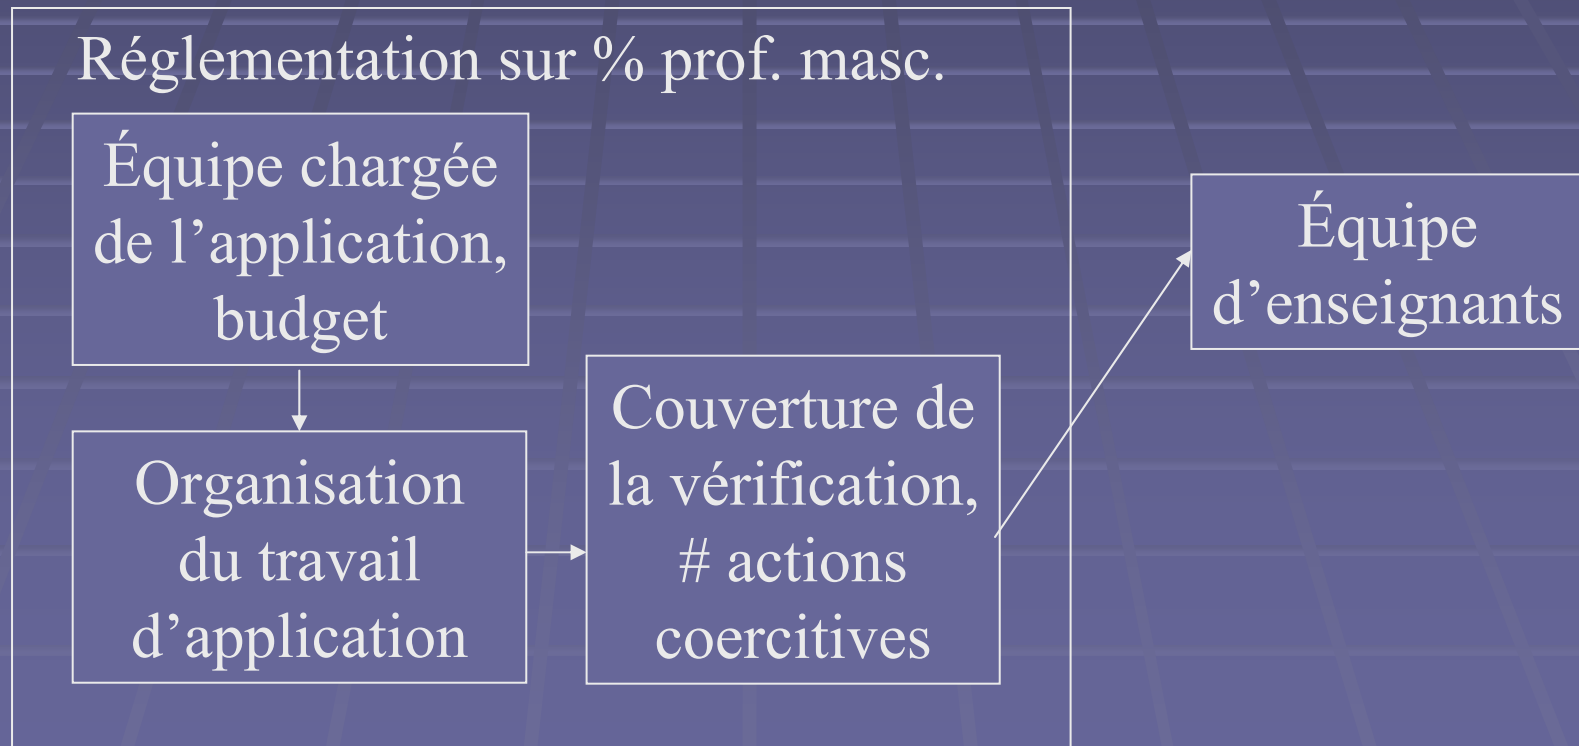 Réglementation sur % prof. masc.
Équipe chargée
de l’application,
budget
Organisation
du travail
d’application
Couverture de
la vérification,
# actions
coercitives
Équipe
d’enseignants